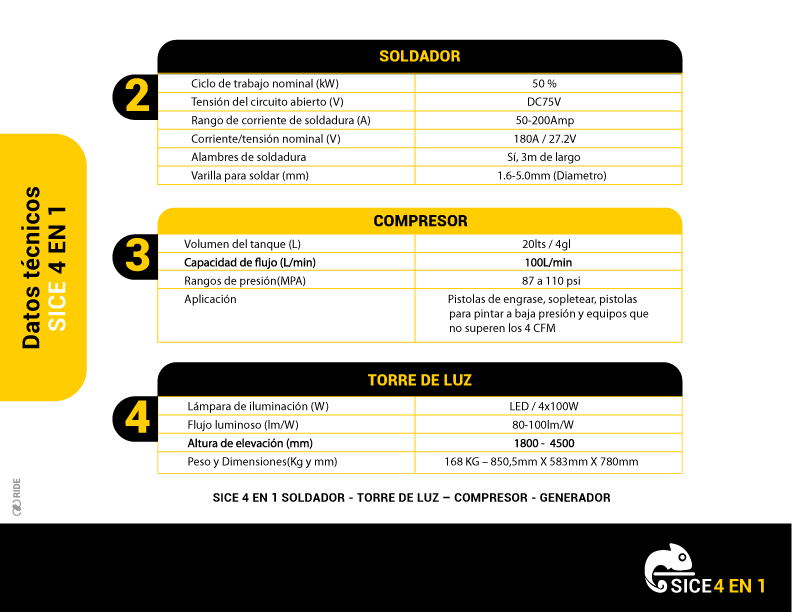 Datos técnicos
SICE 4 EN 1
2
SOLDADOR
Ciclo de trabajo nominal (kW) 50 %
Tensión del circuito abierto (V) DC75V
Rango de corriente de soldadura (A) 50-200Amp
Corriente/tensión nominal (V) 180A / 27.2V
Alambres de soldadura Sí, 3m de largo
Varilla para soldar (mm) 1.6-5.0mm (Diametro)
3
COMPRESOR
Volumen del tanque (L) 20lts / 4gl
Capacidad de flujo (L/min) 100L/min
Rangos de presión(MPA) 87 a 110 psi
Aplicación Pistolas de engrase, sopletear, pistolas
para pintar a baja presión y equipos que
no superen los 4 CFM
4
TORRE DE LUZ
Lámpara de iluminación (W) LED / 4x100W
Flujo luminoso (lm/W) 80-100lm/W
Altura de elevación (mm) 1800 - 4500
Peso y Dimensiones(Kg y mm) 168 KG – 850,5mm X 583mm X 780mm
SICE 4 EN 1 SOLDADOR - TORRE DE LUZ – COMPRESOR - GENERADOR
RIDE
SICE 4 EN 1